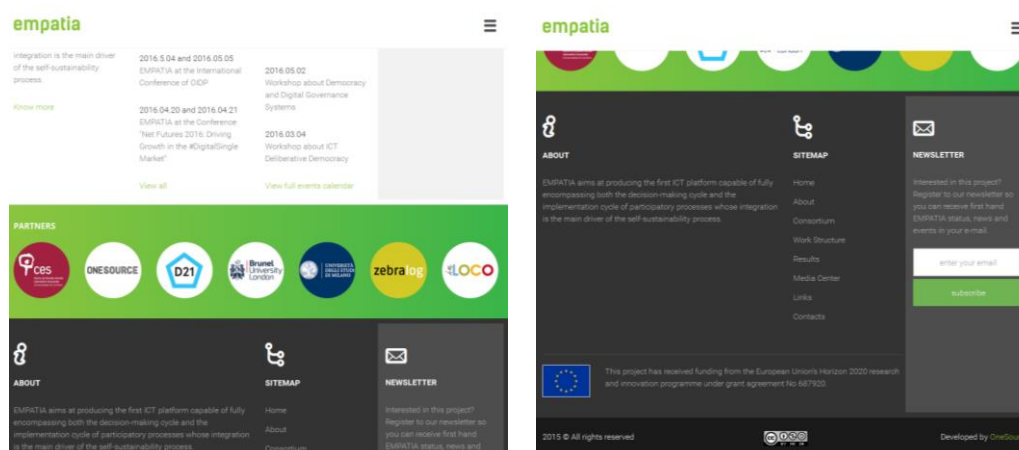 empatia
integration is the main driver
of the self-sustainability
process.
Know more
2016.5.04 and 2016.05.05
EMPATIA at the International
Conference of OIDP
2016.04.20 and 2016.04.21
EMPATIA at the Conference
"Net Futures 2016: Driving
Growth in the #DigitalSingle
Market"
View all
2016.05.02
Workshop about Democracy
and Digital Governance
Systems
2016.03.04
Workshop about ICT
Deliberative Democracy
View full events calendar
PARTNERS
ces
ONESOURCE
D21
Brunel
University
London
UNIVERSITÀ
DEGLI STUDI
DI MILANO
zebralog
LOCO
ABOUT
EMPATIA aims at producing the first ICT platform capable of fully
encompassing both the decision-making cycle and the
implementation cycle of participatory processes whose integration
is the main driver of the self-sustainability process.
SITEMAP
Home
About
Consortium
NEWSLETTER
Interested in this project?
Register to our newsletter so
you can receive first hand
EMPATIA status, news and
empatia
ABOUT
EMPATIA aims at producing the first ICT platform capable of fully
encompassing both the decision-making cycle and the
implementation cycle of participatory processes whose integration
is the main driver of the self-sustainability process.
SITEMAP
Home
About
Consortium
Work Structure
Results
Media Center
Links
Contacts
NEWSLETTER
Interested in this project?
Register to our newsletter so
you can receive first hand
EMPATIA status, news and
events in your e-mail.
enter your email
subscribe
This project has received funding from the European Union's Horizon 2020 research
and innovation programme under grant agreement No 687920.
2015 © All rights reserved
Developed by OneSour